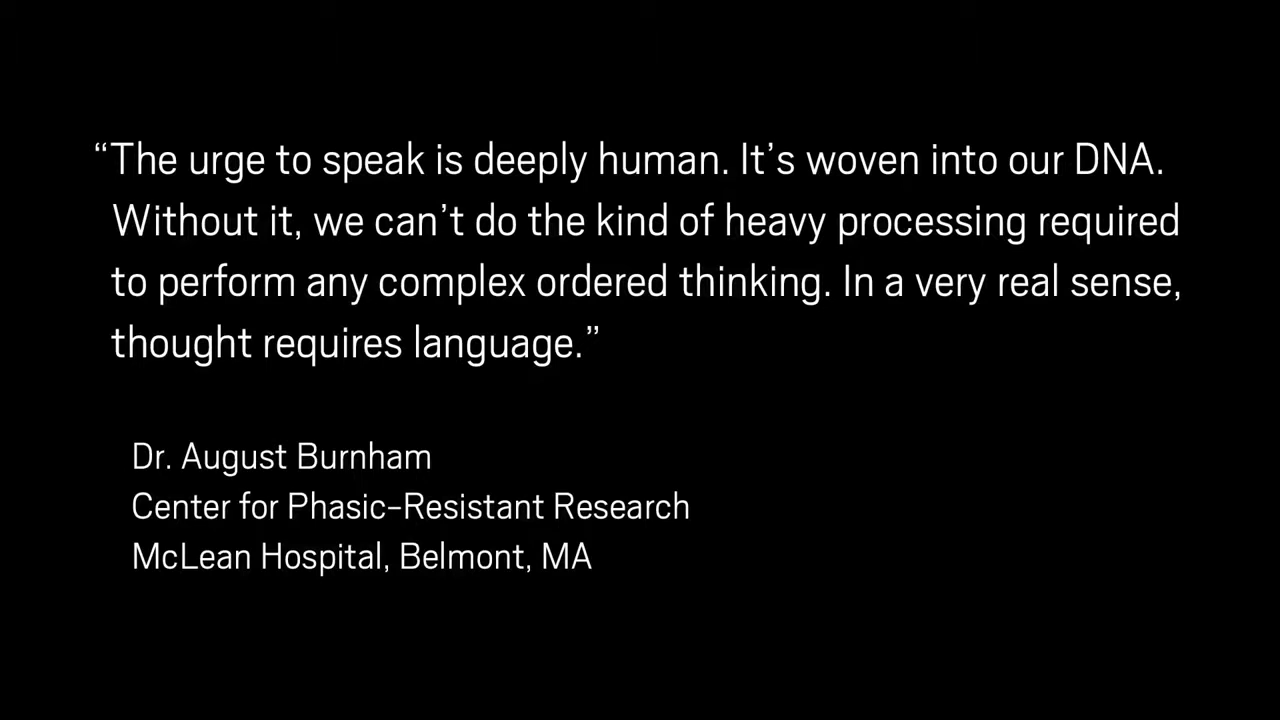 “The urge to speak is deeply human. It’s woven into our DNA.
Without it, we can’t do the kind of heavy processing required
to perform any complex ordered thinking. In a very real sense,
thought requires language.”
Dr. August Burnham
Center for Phasic-Resistant Research
McLean Hospital, Belmont, MA